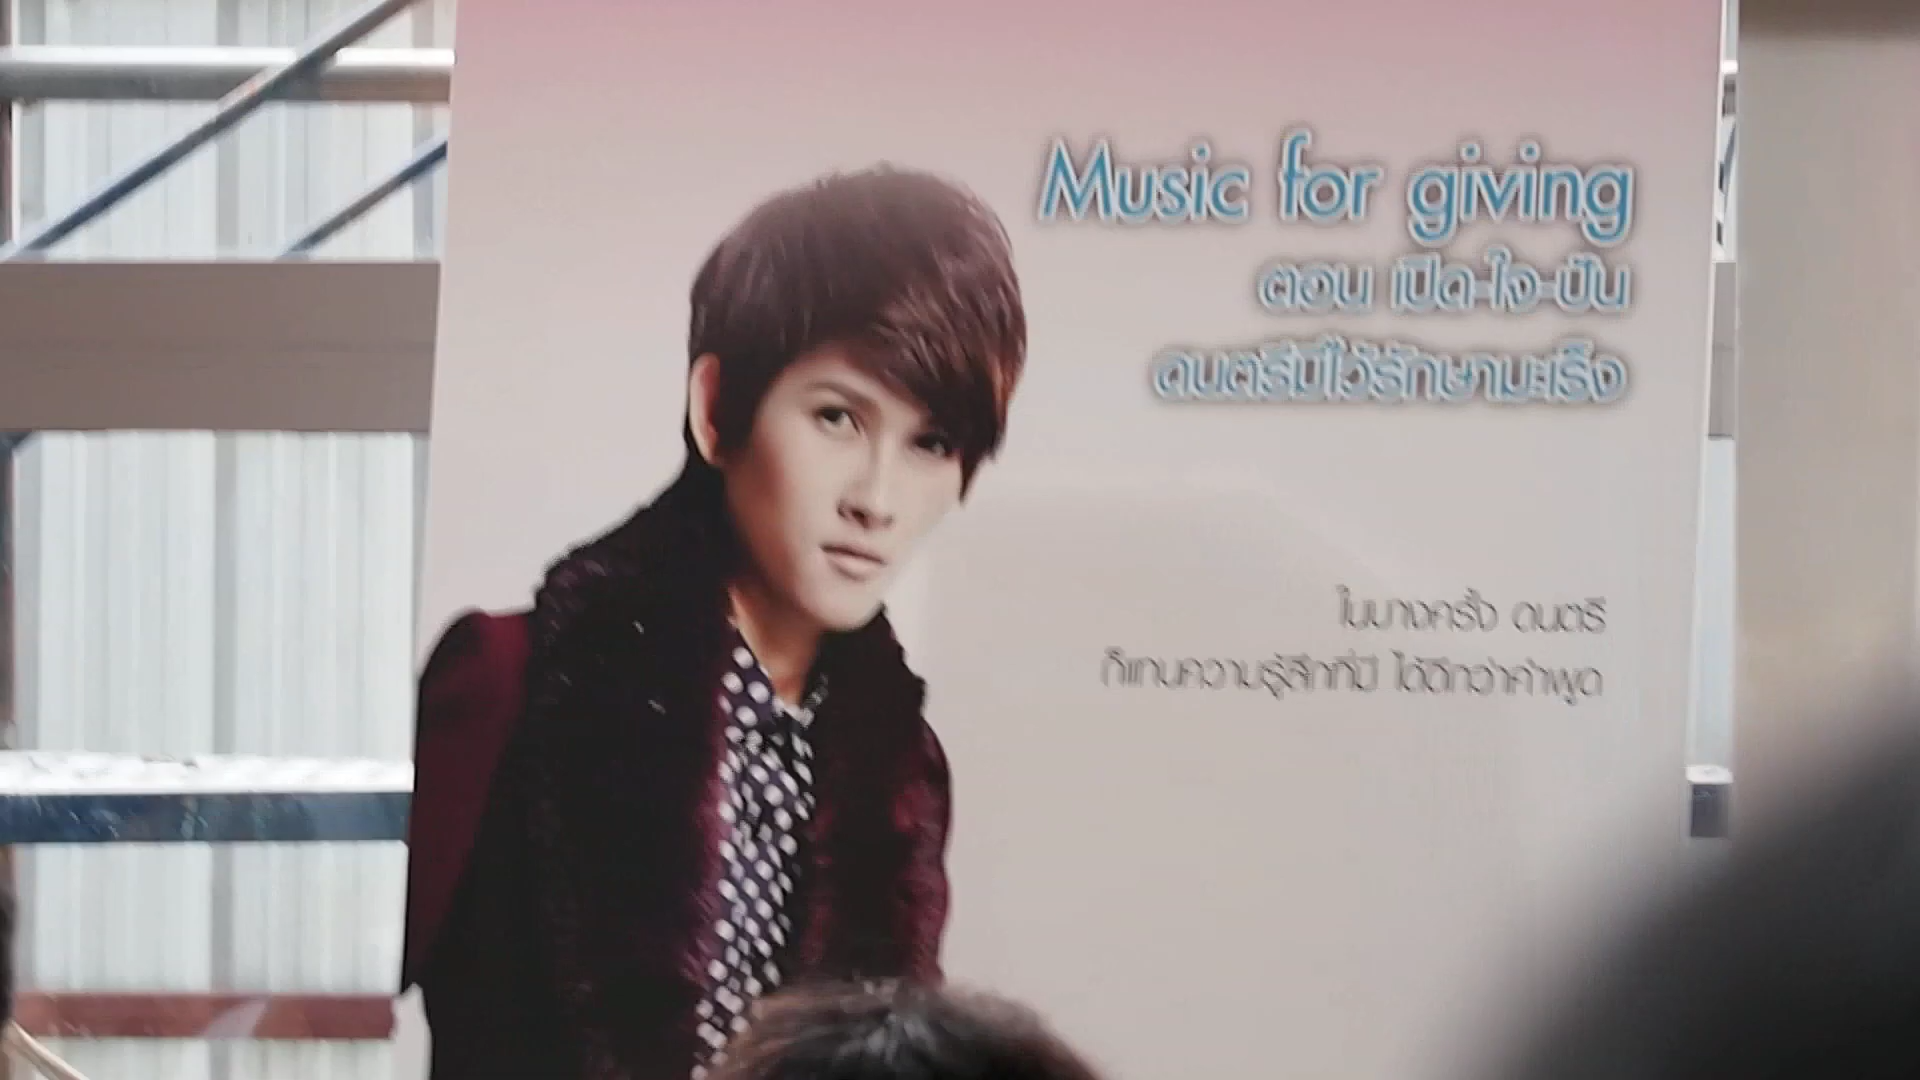 Music for giving
ตอน เปิด-ใจ-ปัน
ดนตรีมีไว้รักษามะเร็ง
ในบางครั้ง ดนตรี
ก็แทนความรู้สึกที่มี ได้ดีกว่าคำพูด